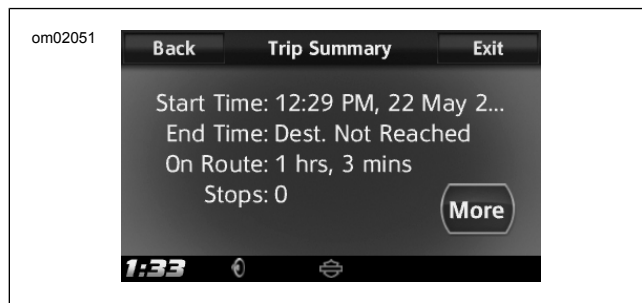 om02051
Back Trip Summary Exit
Start Time: 12:29 PM, 22 May 2...
End Time: Dest. Not Reached
On Route: 1 hrs, 3 mins
Stops: 0
More
1:33